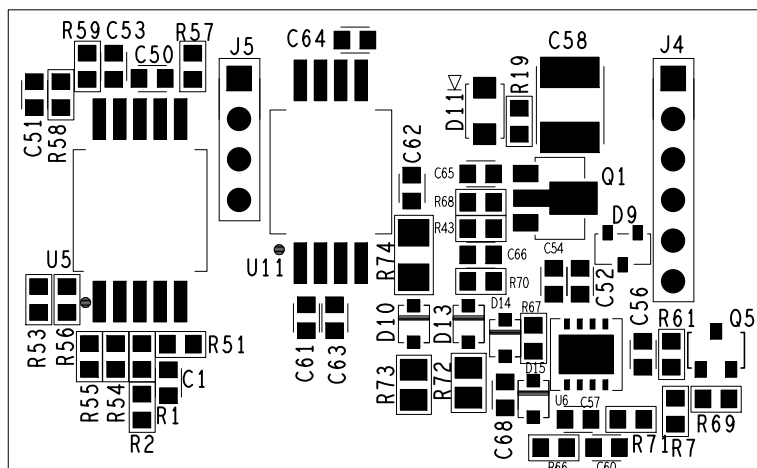 R59
C53
C50
R57
J5
C64
C58
J4
D11
R19
C51
R58
C62
C65
R68
Q1
R43
R74
C66
D9
U5
U11
R70
C54
C52
R53
R56
C61
C63
D10
D13
D14
R67
C56
R61
Q5
R55
R54
R51
C1
R1
R2
R73
R72
D15
C68
U6
C57
R71
R7
R69
R66
C60